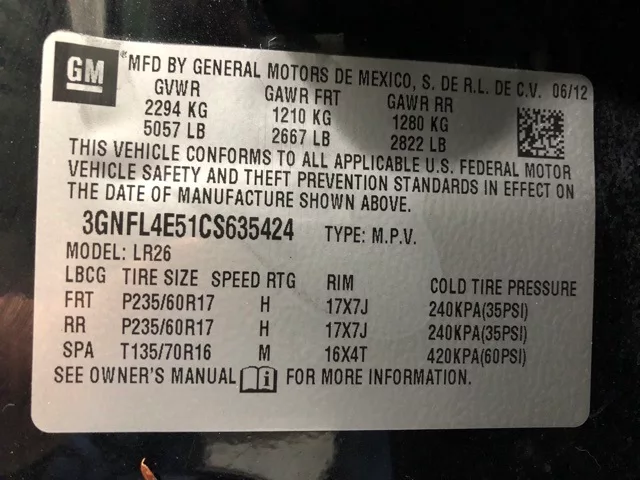 GM
MFD BY GENERAL MOTORS DE MEXICO, S. DE R.L. DE C.V. 06/12
GVWR GAWR FRT GAWR RR
2294 KG 1210 KG 1280 KG
5057 LB 2667 LB 2822 LB
THIS VEHICLE CONFORMS TO ALL APPLICABLE U.S. FEDERAL MOTOR
VEHICLE SAFETY AND THEFT PREVENTION STANDARDS IN EFFECT ON
THE DATE OF MANUFACTURE SHOWN ABOVE.
3GNFL4E51CS635424 TYPE: M.P.V.
MODEL: LR26
LBCG TIRE SIZE SPEED RTG RIM COLD TIRE PRESSURE
FRT P235/60R17 H 17X7J 240KPA(35PSI)
RR P235/60R17 H 17X7J 240KPA(35PSI)
SPA T135/70R16 M 16X4T 420KPA(60PSI)
SEE OWNER'S MANUAL i FOR MORE INFORMATION.